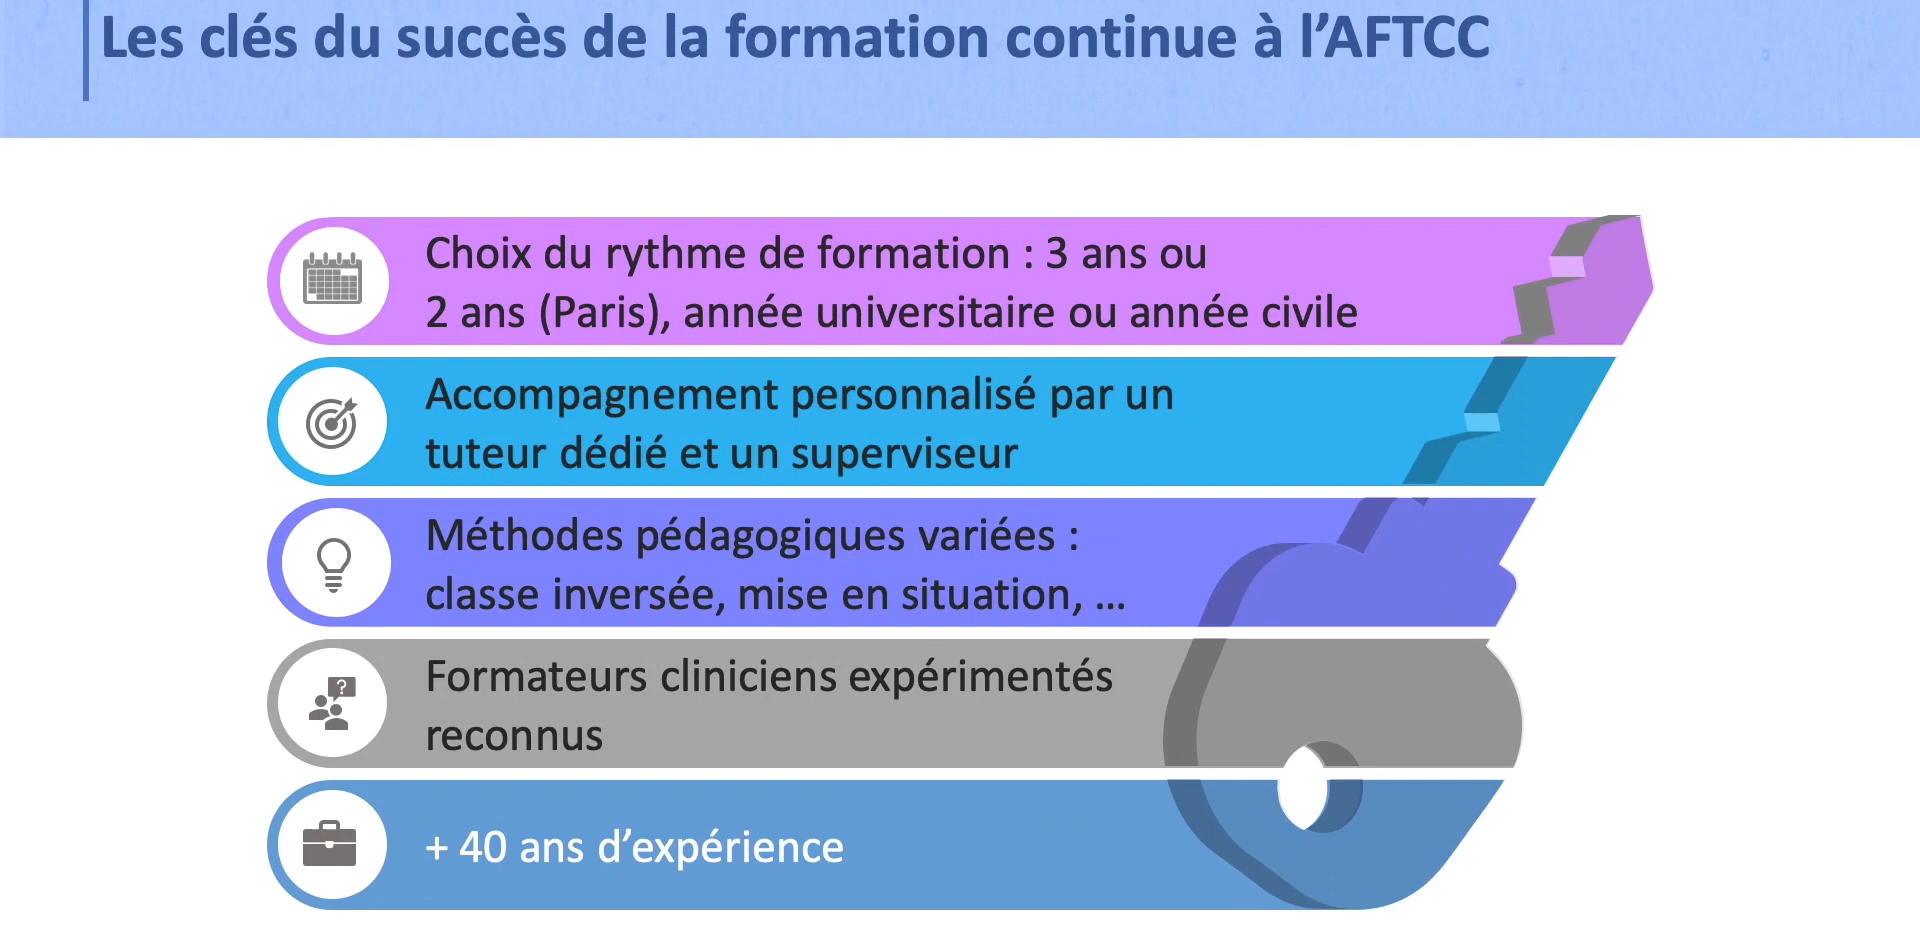 Les clés du succès de la formation continue à l’AFTCC
Choix du rythme de formation : 3 ans ou
2 ans (Paris), année universitaire ou année civile
Accompagnement personnalisé par un
tuteur dédié et un superviseur
Méthodes pédagogiques variées :
classe inversée, mise en situation, ...
?
Formateurs cliniciens expérimentés
reconnus
+ 40 ans d’expérience